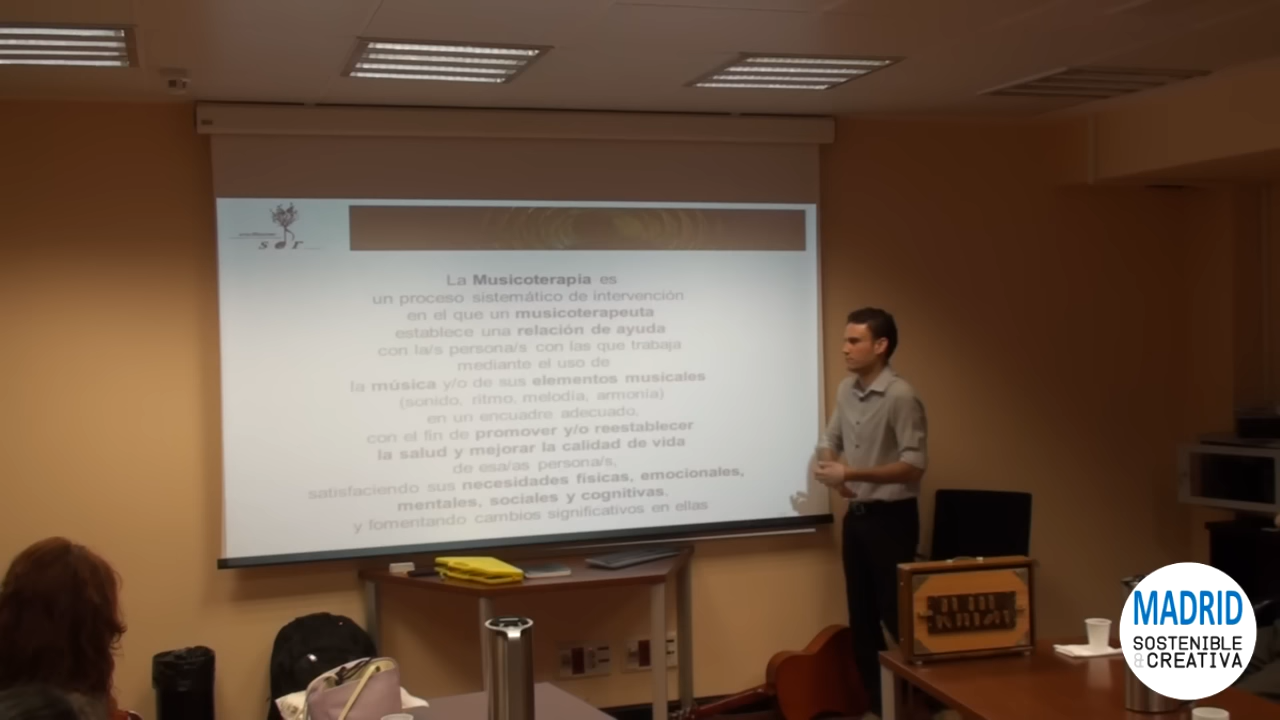 sor
La Musicoterapia es
un proceso sistemático de intervención
en el que un musicoterapeuta
establece una relación de ayuda
con la/s persona/s con las que trabaja
mediante el uso de
la música y/o de sus elementos musicales
(sonido, ritmo, melodía, armonía)
en un encuadre adecuado,
con el fin de promover y/o reestablecer
la salud y mejorar la calidad de vida
de esa/as persona/s,
satisfaciendo sus necesidades físicas, emocionales,
mentales, sociales y cognitivas,
y fomentando cambios significativos en ellas
MADRID
SOSTENIBLE
&CREATIVA